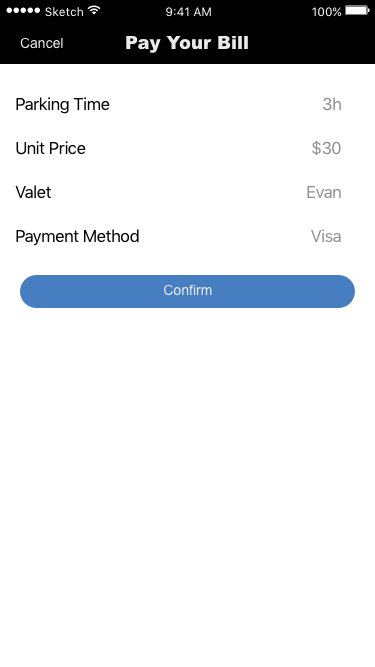 Sketch 9:41 AM 100%
Cancel Pay Your Bill
Parking Time 3h
Unit Price $30
Valet Evan
Payment Method Visa
Confirm